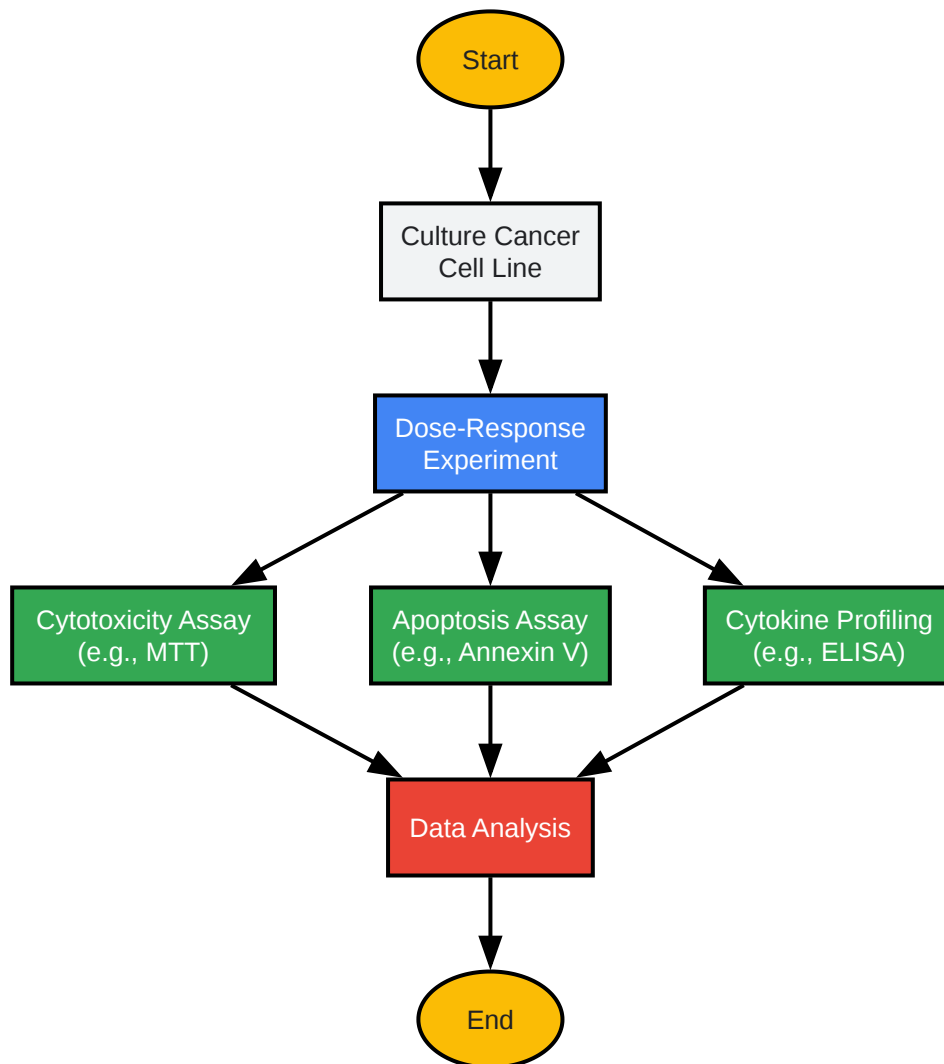 Start
Culture Cancer
Cell Line
Dose-Response
Experiment
Cytotoxicity Assay
(e.g., MTT)
Apoptosis Assay
(e.g., Annexin V)
Cytokine Profiling
(e.g., ELISA)
Data Analysis
End